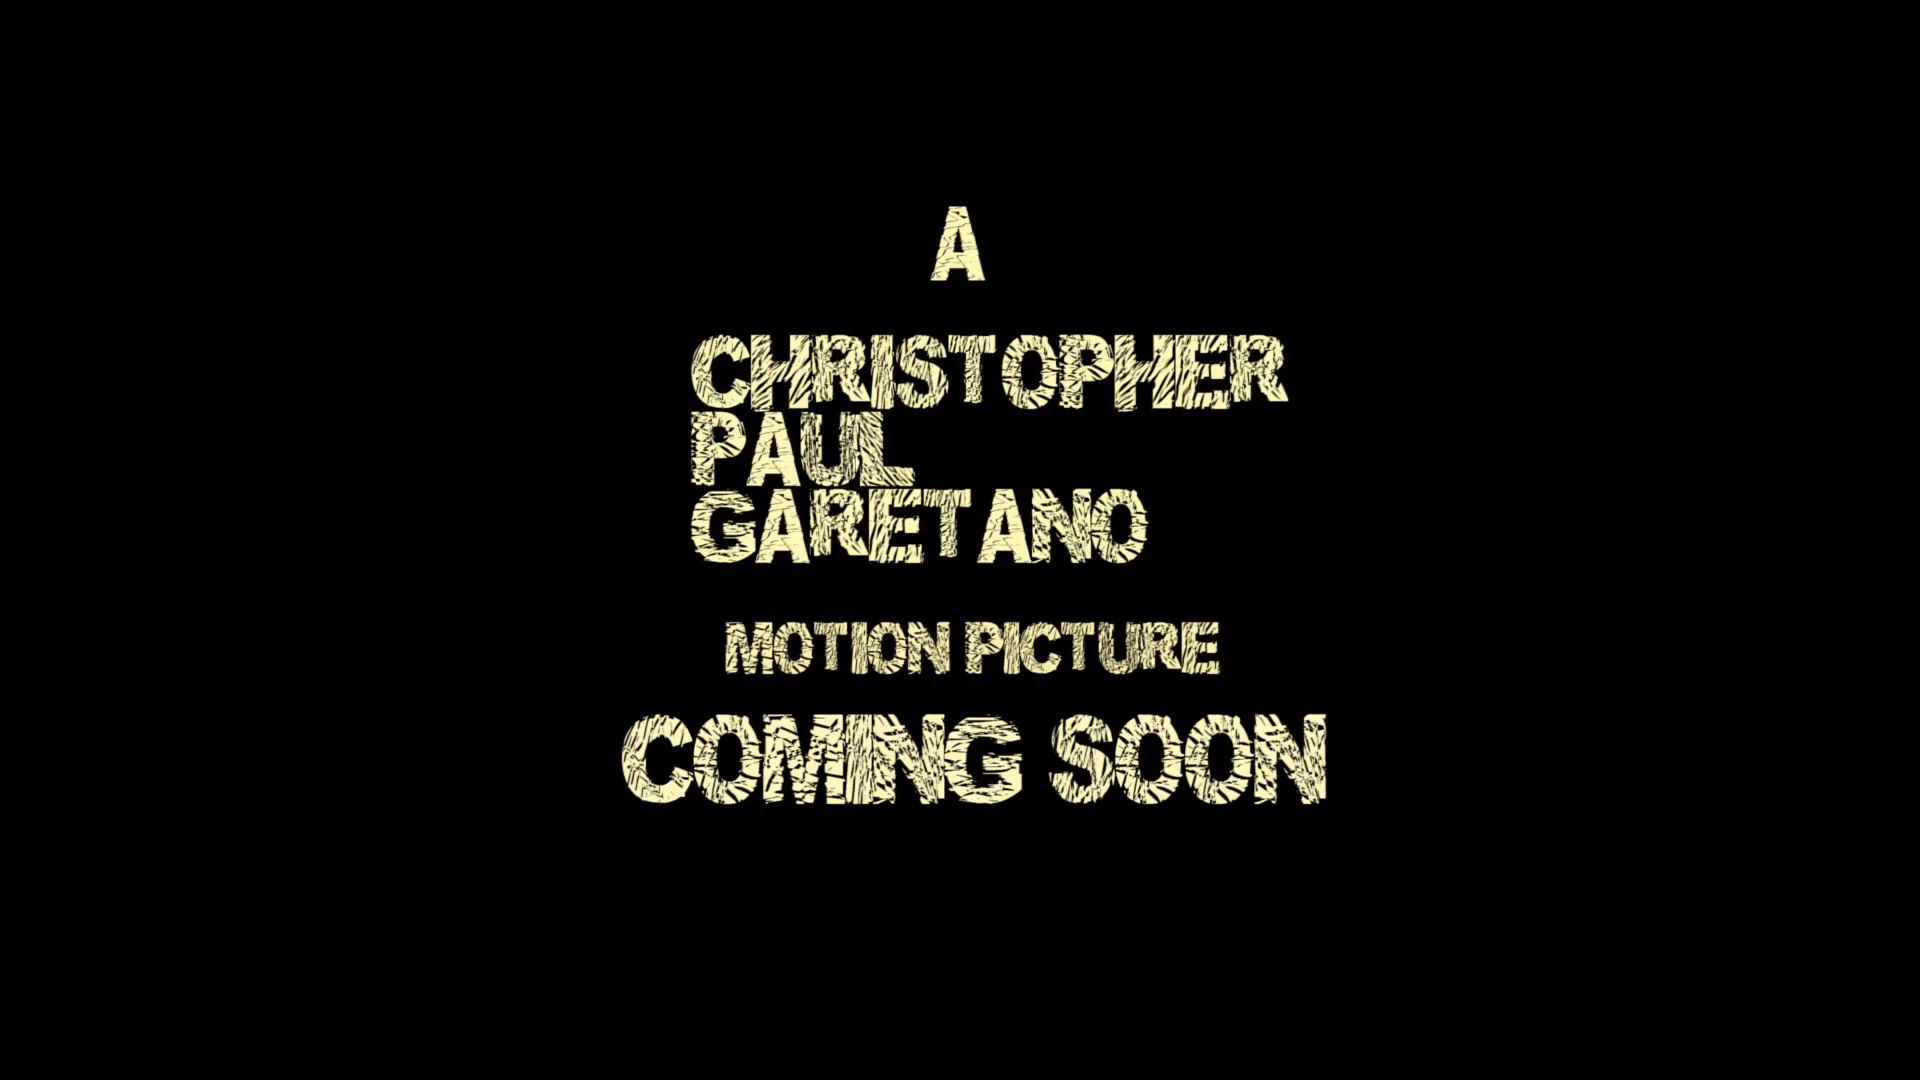 A
CHRISTOPHER
PAUL
GARETANO
MOTION PICTURE
COMING SOON